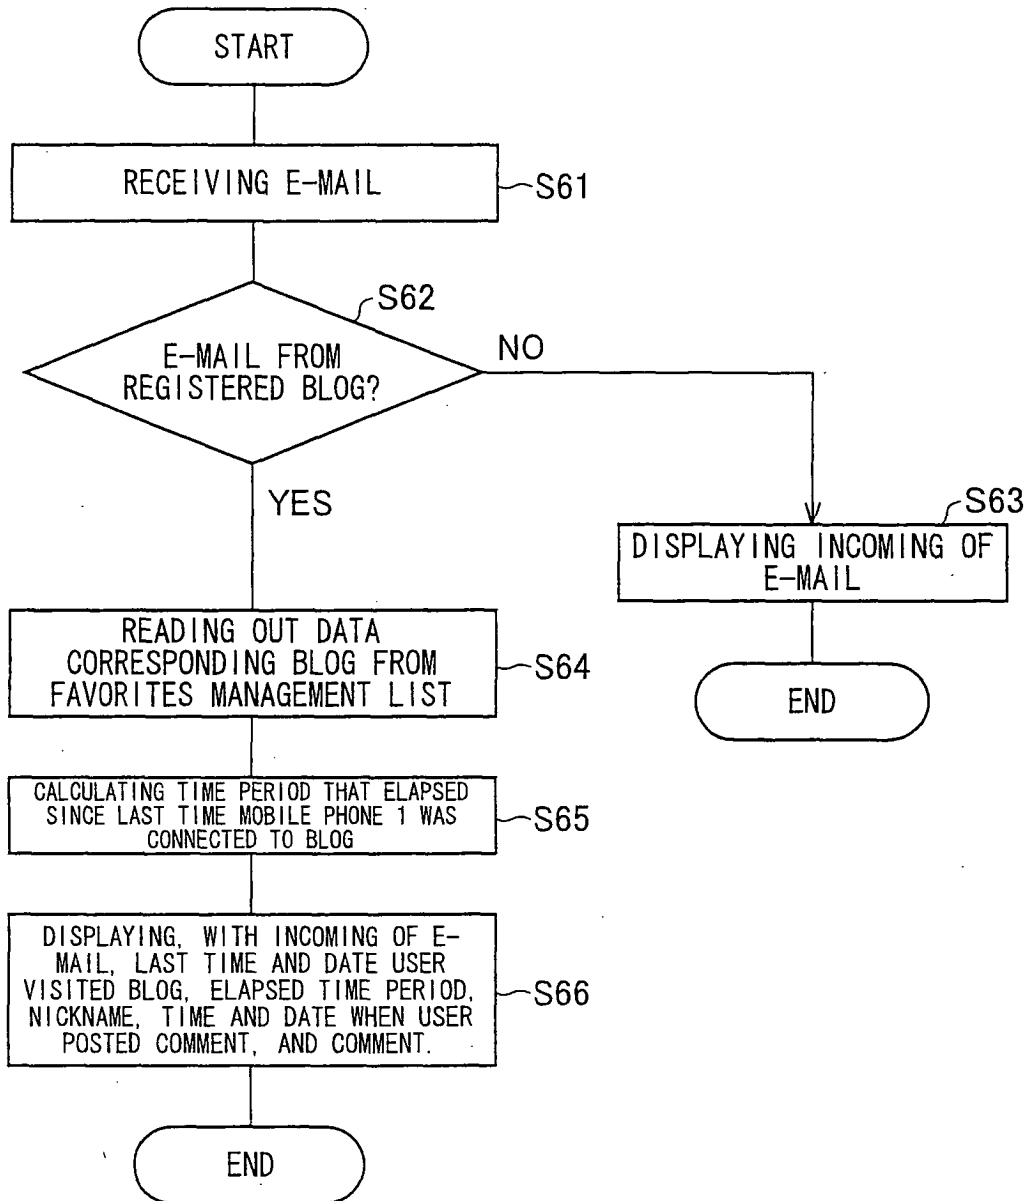 START
RECEIVING E-MAIL
S61
S62
E-MAIL FROM
REGISTERED BLOG?
NO
YES
S63
DISPLAYING INCOMING OF
E-MAIL
END
READING OUT DATA
CORRESPONDING BLOG FROM
FAVORITES MANAGEMENT LIST
S64
CALCULATING TIME PERIOD THAT ELAPSED
SINCE LAST TIME MOBILE PHONE 1 WAS
CONNECTED TO BLOG
S65
DISPLAYING, WITH INCOMING OF E-
MAIL, LAST TIME AND DATE USER
VISITED BLOG, ELAPSED TIME PERIOD,
NICKNAME, TIME AND DATE WHEN USER
POSTED COMMENT, AND COMMENT.
S66
END